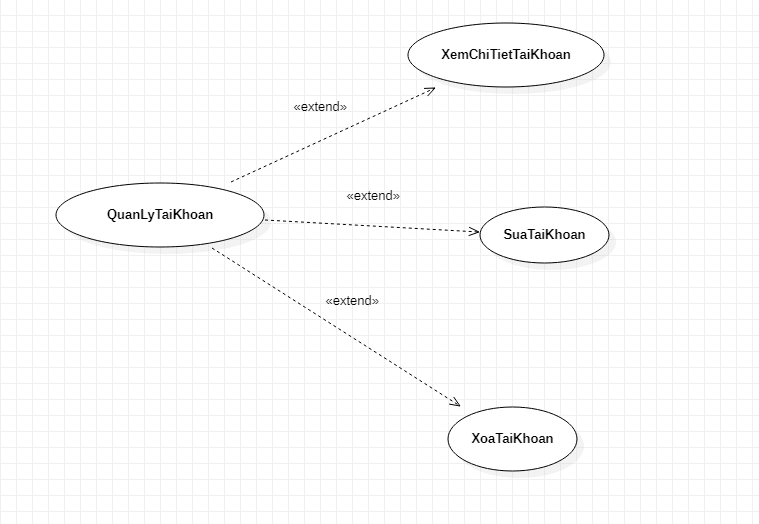 XemChiTietTaiKhoan
«extend»
«extend»
QuanLyTaiKhoan
SuaTaiKhoan
«extend»
XoaTaiKhoan